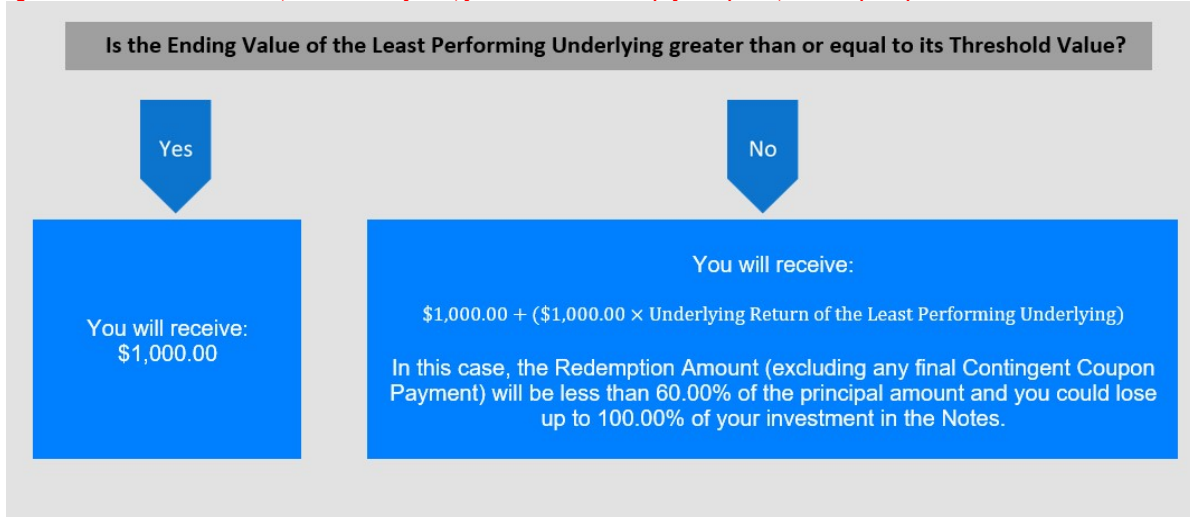 Is the Ending Value of the Least Performing Underlying greater than or equal to its Threshold Value?
Yes
No
You will receive:
$1,000.00
You will receive:
$1,000.00 + ($1,000.00 × Underlying Return of the Least Performing Underlying)
In this case, the Redemption Amount (excluding any final Contingent Coupon
Payment) will be less than 60.00% of the principal amount and you could lose
up to 100.00% of your investment in the Notes.